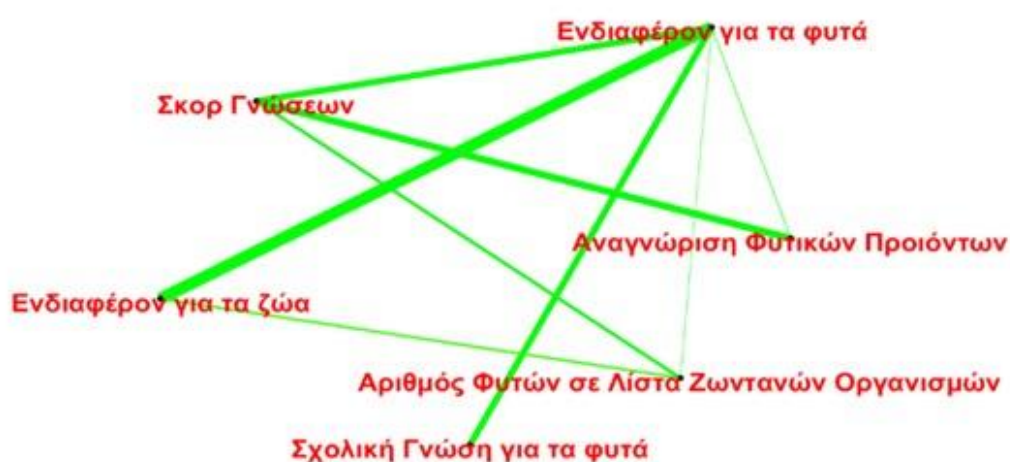 Ενδιαφέρον για τα φυτά
Σκορ Γνώσεων
Αναγνώριση Φυτικών Προιόντων
Ενδιαφέρον για τα ζώα
Αριθμός Φυτών σε Λίστα Ζωντανών Οργανισμών
Σχολική Γνώση για τα φυτά